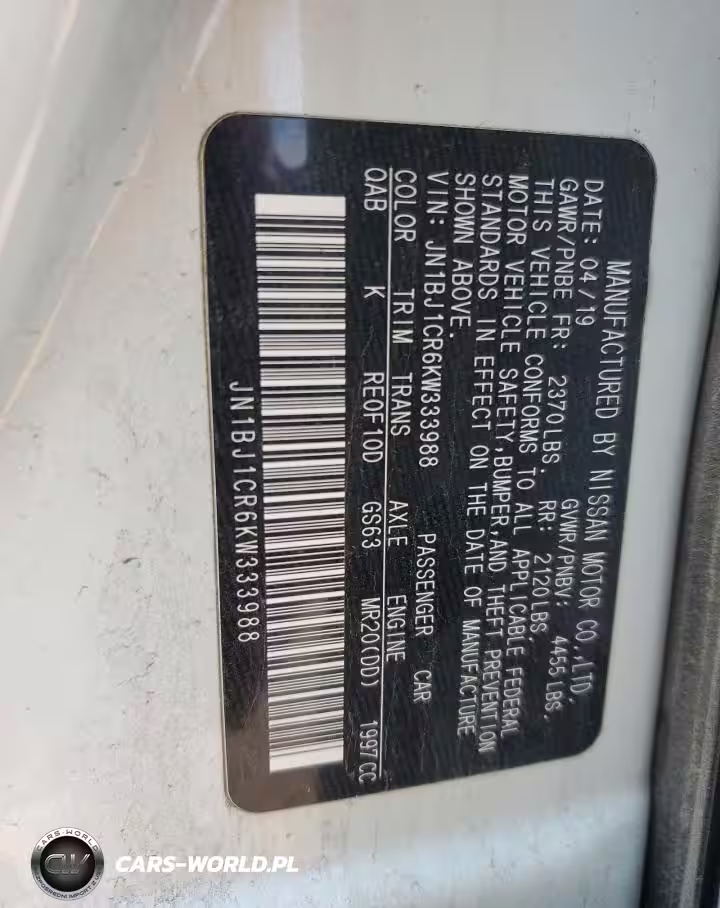 MANUFACTURED BY NISSAN MOTOR CO.,LTD.
DATE: 04/19 GVWR/PNBV: 4455LBS.
GAWR/PNBE FR: 2370LBS. RR: 2120LBS
THIS VEHICLE CONFORMS TO ALL APPLICABLE FEDERAL
MOTOR VEHICLE SAFETY,BUMPER,AND THEFT PREVENTION
STANDARDS IN EFFECT ON THE DATE OF MANUFACTURE
SHOWN ABOVE.
VIN: JN1BJ1CR6KW333988 PASSENGER CAR
COLOR TRIM TRANS AXLE ENGINE
QAB K RE0F10D GS63 MR20(DD) 1997CC
JN1BJ1CR6KW333988
CARS-WORLD
CW
CARS-WORLD.PL